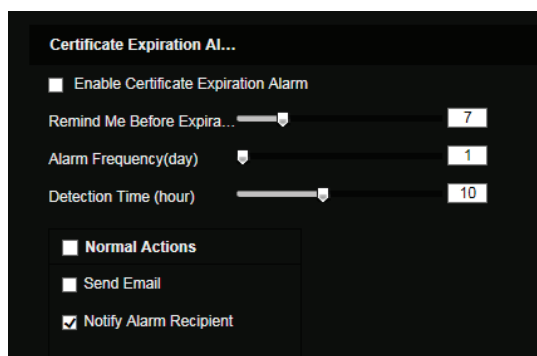 Certificate Expiration Al...
Enable Certificate Expiration Alarm
Remind Me Before Expira... 7
Alarm Frequency(day) 1
Detection Time (hour) 10
Normal Actions
Send Email
Notify Alarm Recipient